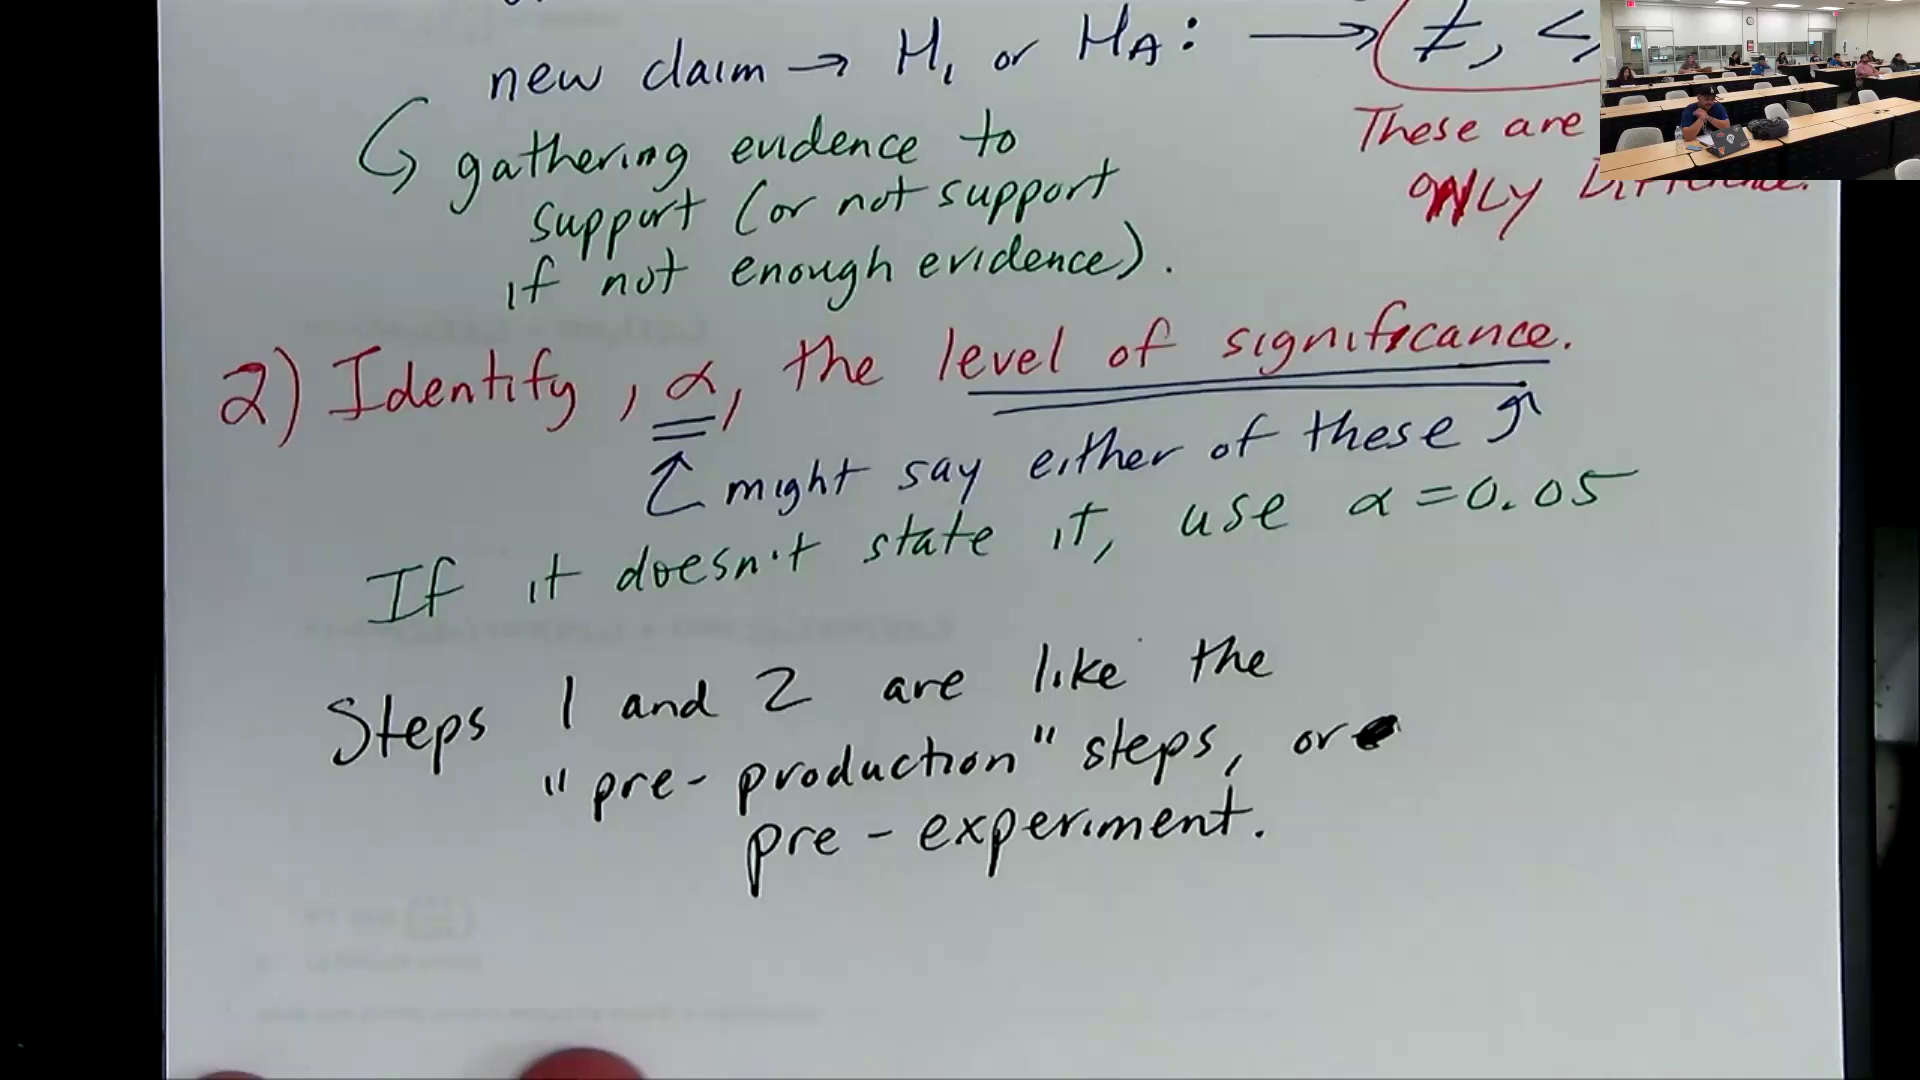 new claim → H₁ or H_A: → ≠, <,
gathering evidence to
support (or not support
if not enough evidence).
These are
ONLY Difference.
2) Identify, α, the level of significance.
might say either of these
If it doesn't state it, use α = 0.05
Steps 1 and 2 are like the
"pre-production" steps, or
pre-experiment.